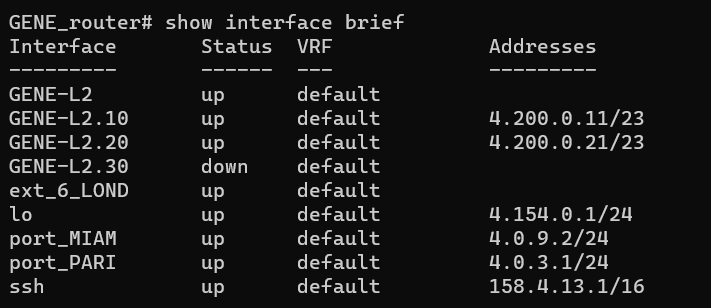 GENE_router# show interface brief
Interface       Status  VRF             Addresses
---------       ------  ---             ---------
GENE-L2         up      default
GENE-L2.10      up      default         4.200.0.11/23
GENE-L2.20      up      default         4.200.0.21/23
GENE-L2.30      down    default
ext_6_LOND      up      default
lo              up      default         4.154.0.1/24
port_MIAM       up      default         4.0.9.2/24
port_PARI       up      default         4.0.3.1/24
ssh             up      default         158.4.13.1/16